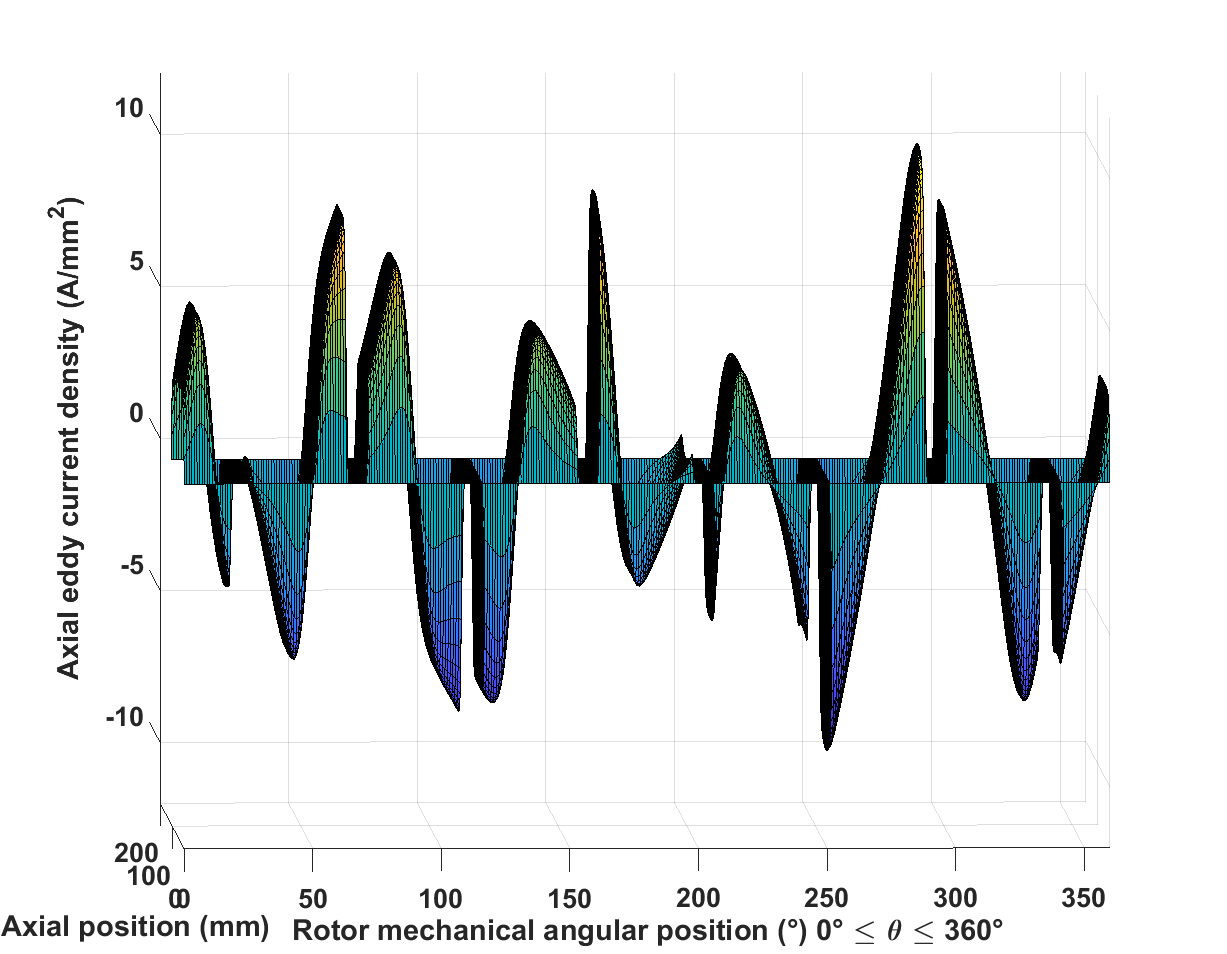 10
5
0
-5
-10
Axial eddy current density (A/mm²)
200
100
0
0 50 100 150 200 250 300 350
Axial position (mm)
Rotor mechanical angular position (°) 0° ≤ θ ≤ 360°